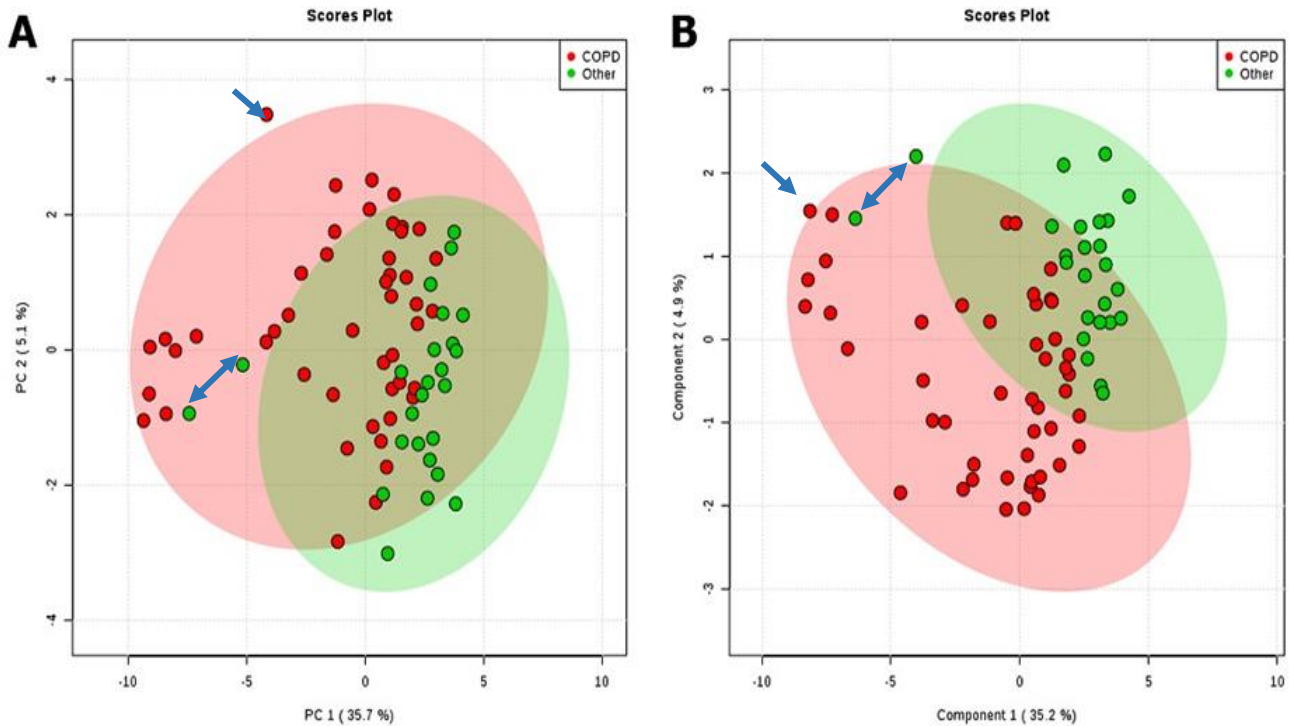 A
Scores Plot
COPD
Other
4
2
0
-2
-4
PC 2 ( 5.1 %)
-10
-5
0
5
10
PC 1 ( 35.7 %)
B
Scores Plot
COPD
Other
3
2
1
0
-1
-2
-3
Component 2 ( 4.9 %)
-10
-5
0
5
10
Component 1 ( 35.2 %)